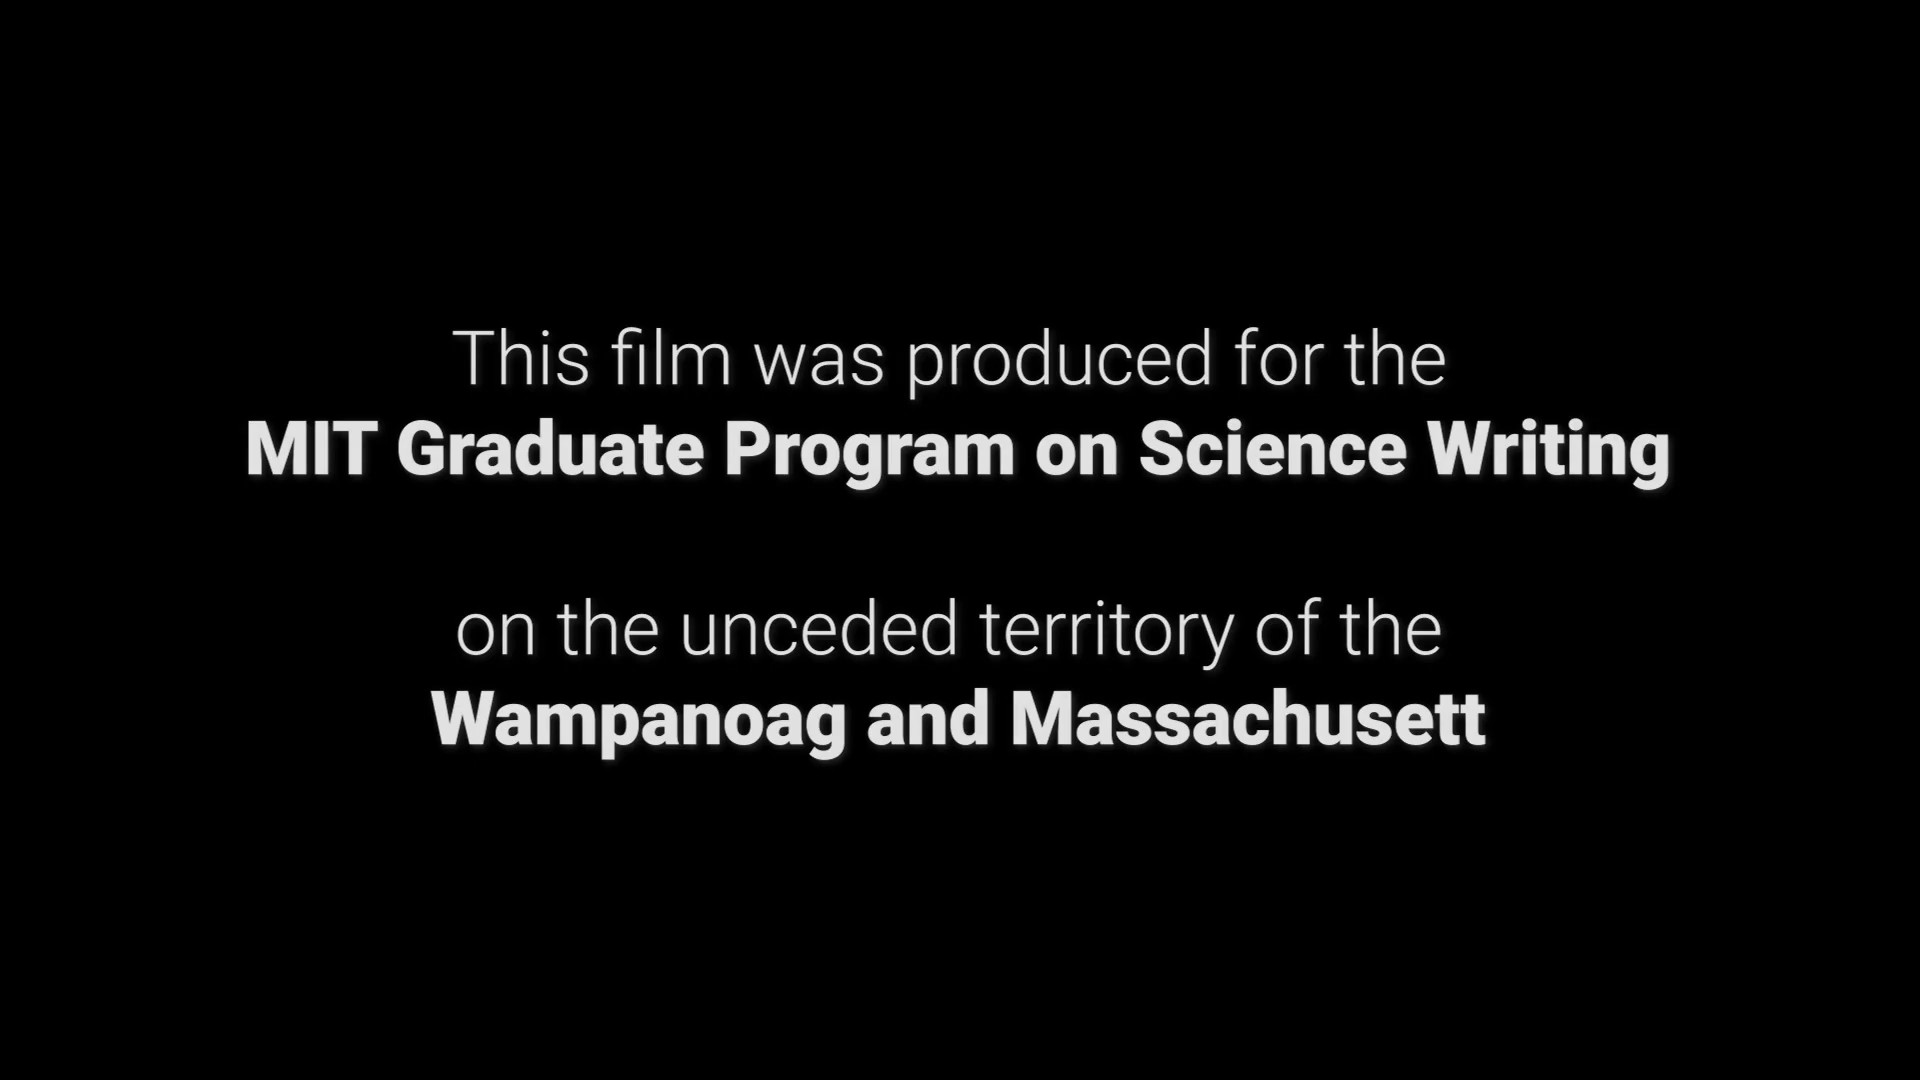 This film was produced for the
MIT Graduate Program on Science Writing
on the unceded territory of the
Wampanoag and Massachusett